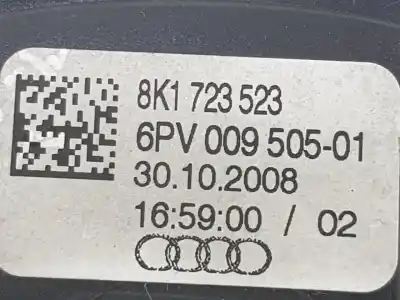 8K1 723 523
6PV 009 505-01
30.10.2008
16:59:00 / 02